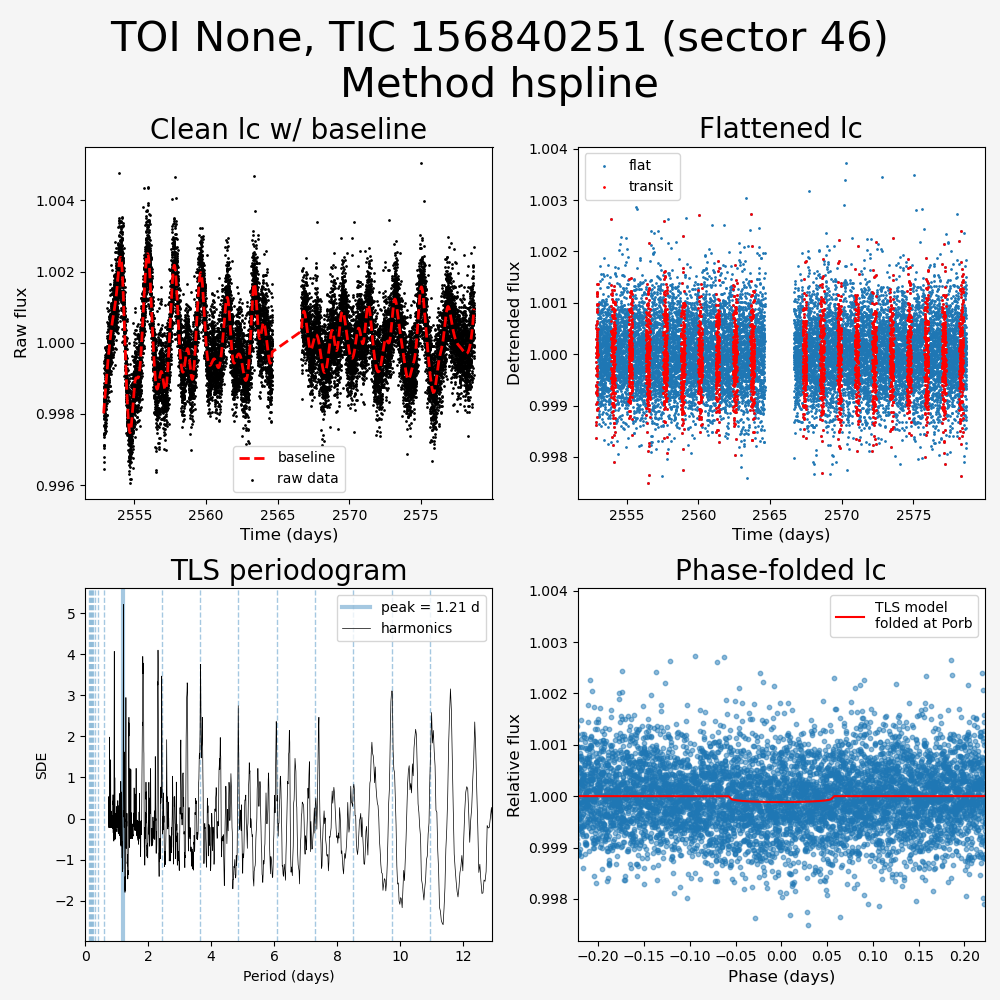 TOI None, TIC 156840251 (sector 46)
Method hspline
Clean lc w/ baseline
Raw flux
1.004
1.002
1.000
0.998
0.996
baseline
raw data
2555
2560
2565
2570
2575
Time (days)
Flattened lc
Detrended flux
1.004
1.003
1.002
1.001
1.000
0.999
0.998
flat
transit
2555
2560
2565
2570
2575
Time (days)
TLS periodogram
SDE
5
4
3
2
1
0
−1
−2
peak = 1.21 d
harmonics
0
2
4
6
8
10
12
Period (days)
Phase-folded lc
Relative flux
1.004
1.003
1.002
1.001
1.000
0.999
0.998
TLS model
folded at Porb
−0.20
−0.15
−0.10
−0.05
0.00
0.05
0.10
0.15
0.20
Phase (days)